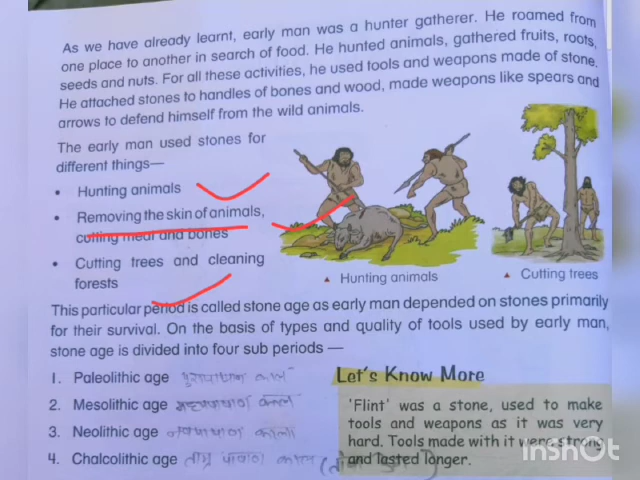 As we have already learnt, early man was a hunter gatherer. He roamed from
one place to another in search of food. He hunted animals, gathered fruits, roots,
seeds and nuts. For all these activities, he used tools and weapons made of stone.
He attached stones to handles of bones and wood, made weapons like spears and
arrows to defend himself from the wild animals.
The early man used stones for
different things—
• Hunting animals
• Removing the skin of animals,
cutting meat and bones
• Cutting trees and cleaning
forests
▲ Hunting animals
▲ Cutting trees
This particular period is called stone age as early man depended on stones primarily
for their survival. On the basis of types and quality of tools used by early man,
stone age is divided into four sub periods —
1. Paleolithic age पुरापाषाण काल
2. Mesolithic age काल
3. Neolithic age
4. Chalcolithic age ताम्र पाषाण काल
Let's Know More
'Flint' was a stone, used to make
tools and weapons as it was very
hard. Tools made with it were strong
and lasted longer.
inshot